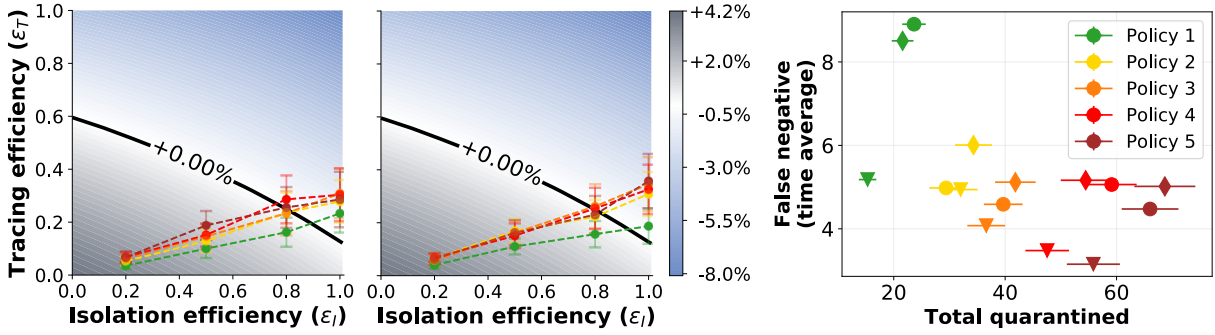 Tracing efficiency (ε_T)
1.0
0.8
0.6
0.4
0.2
0.0
+0.00%
0.0 0.2 0.4 0.6 0.8 1.0
Isolation efficiency (ε_I)
+0.00%
0.0 0.2 0.4 0.6 0.8 1.0
Isolation efficiency (ε_I)
+4.2%
+2.0%
-0.5%
-3.0%
-5.5%
-8.0%
False negative
(time average)
8
6
4
Policy 1
Policy 2
Policy 3
Policy 4
Policy 5
20 40 60
Total quarantined